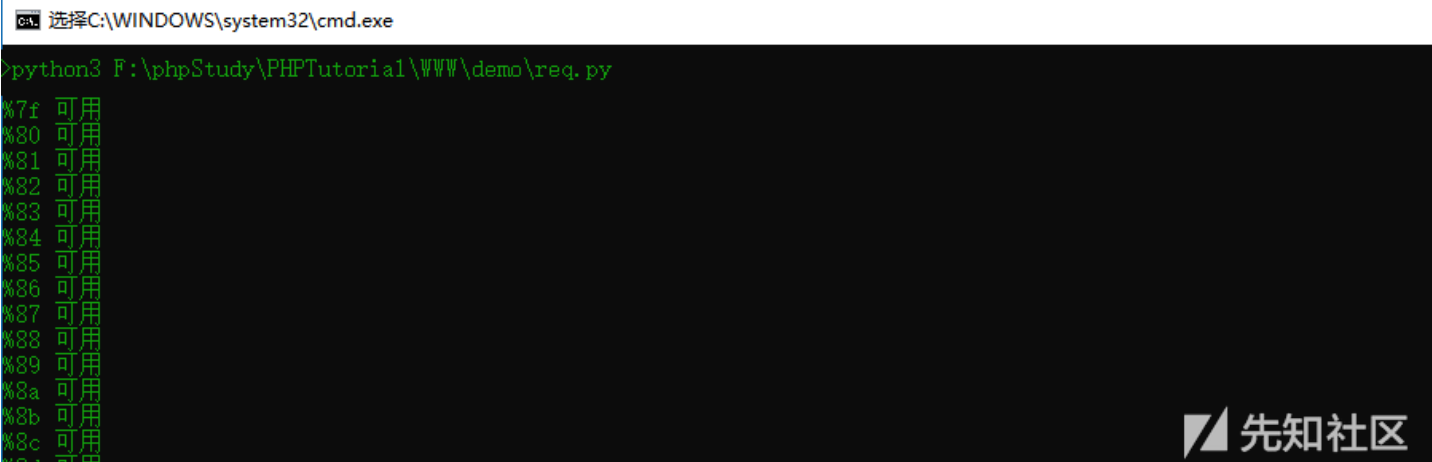 选择C:\WINDOWS\system32\cmd.exe
>python3 F:\phpStudy\PHPTutorial\WWW\demo\req.py
%7f 可用
%80 可用
%81 可用
%82 可用
%83 可用
%84 可用
%85 可用
%86 可用
%87 可用
%88 可用
%89 可用
%8a 可用
%8b 可用
%8c 可用
先知社区